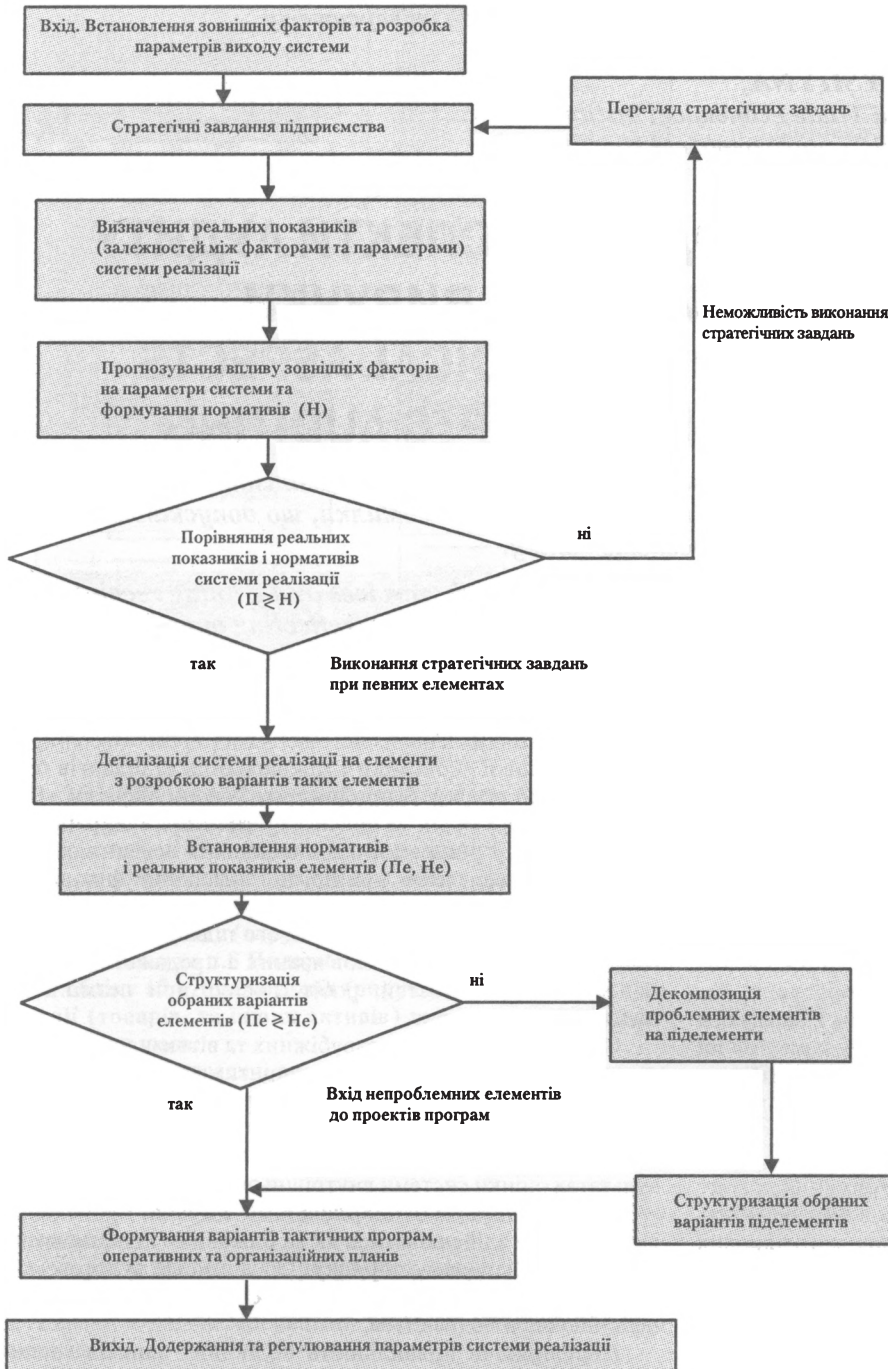 Вхід. Встановлення зовнішніх факторів та розробка
параметрів виходу системи
Стратегічні завдання підприємства
Перегляд стратегічних завдань
Визначення реальних показників
(залежностей між факторами та параметрами)
системи реалізації
Неможливість виконання
стратегічних завдань
Прогнозування впливу зовнішніх факторів
на параметри системи та
формування нормативів (Н)
Порівняння реальних
показників і нормативів
системи реалізації
(П ≷ Н)
ні
так
Виконання стратегічних завдань
при певних елементах
Деталізація системи реалізації на елементи
з розробкою варіантів таких елементів
Встановлення нормативів
і реальних показників елементів (Пе, Не)
Структуризація
обраних варіантів
елементів (Пе ≷ Не)
ні
Декомпозиція
проблемних елементів
на піделементи
так
Вхід непроблемних елементів
до проектів програм
Структуризація обраних
варіантів піделементів
Формування варіантів тактичних програм,
оперативних та організаційних планів
Вихід. Додержання та регулювання параметрів системи реалізації